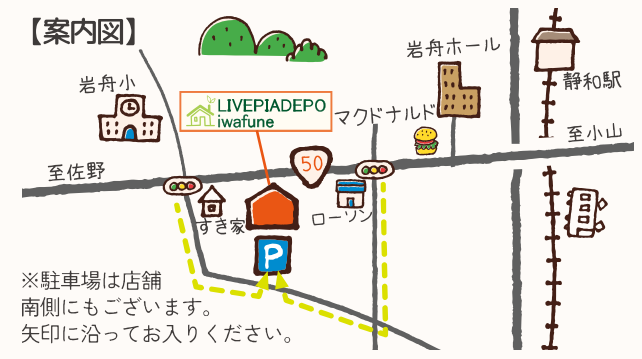 【案内図】
岩舟ホール
岩舟小
静和駅
LIVEPIADEPO
iwafune
マクドナルド
至小山
50
至佐野
すき家
ローソン
P
※駐車場は店舗
南側にもございます。
矢印に沿ってお入りください。